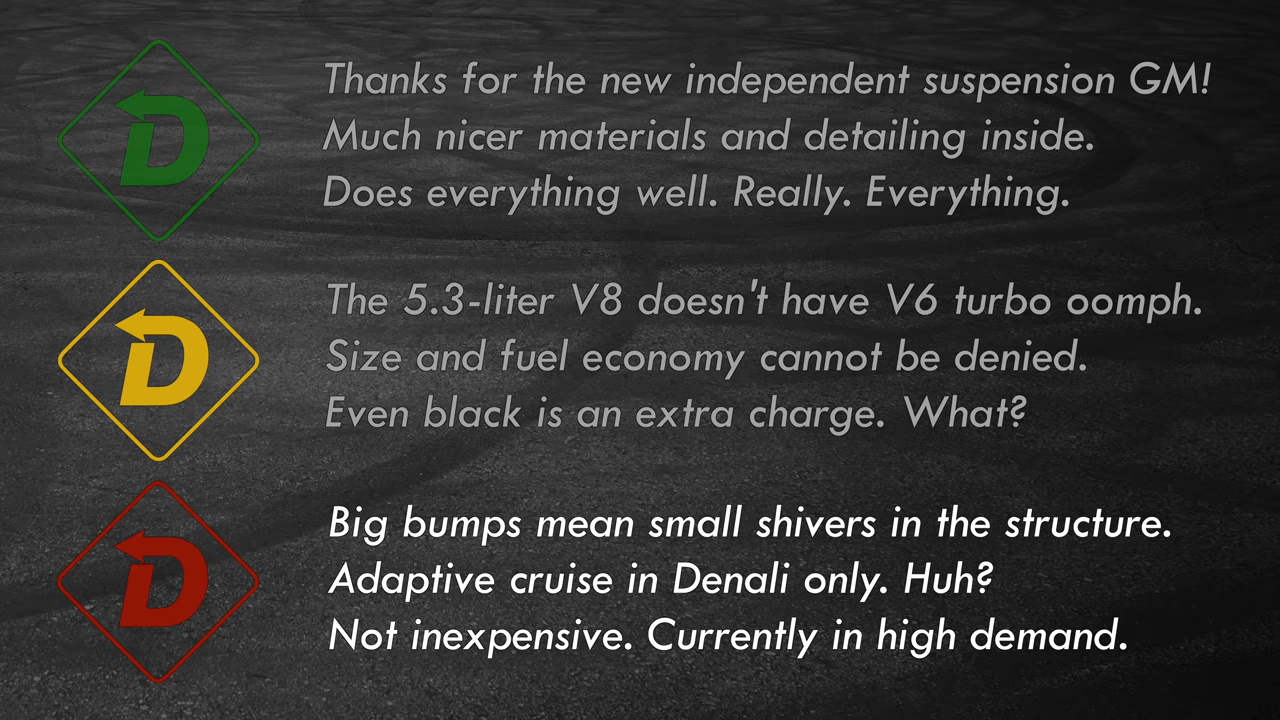 D
Thanks for the new independent suspension GM!
Much nicer materials and detailing inside.
Does everything well. Really. Everything.
D
The 5.3-liter V8 doesn't have V6 turbo oomph.
Size and fuel economy cannot be denied.
Even black is an extra charge. What?
D
Big bumps mean small shivers in the structure.
Adaptive cruise in Denali only. Huh?
Not inexpensive. Currently in high demand.